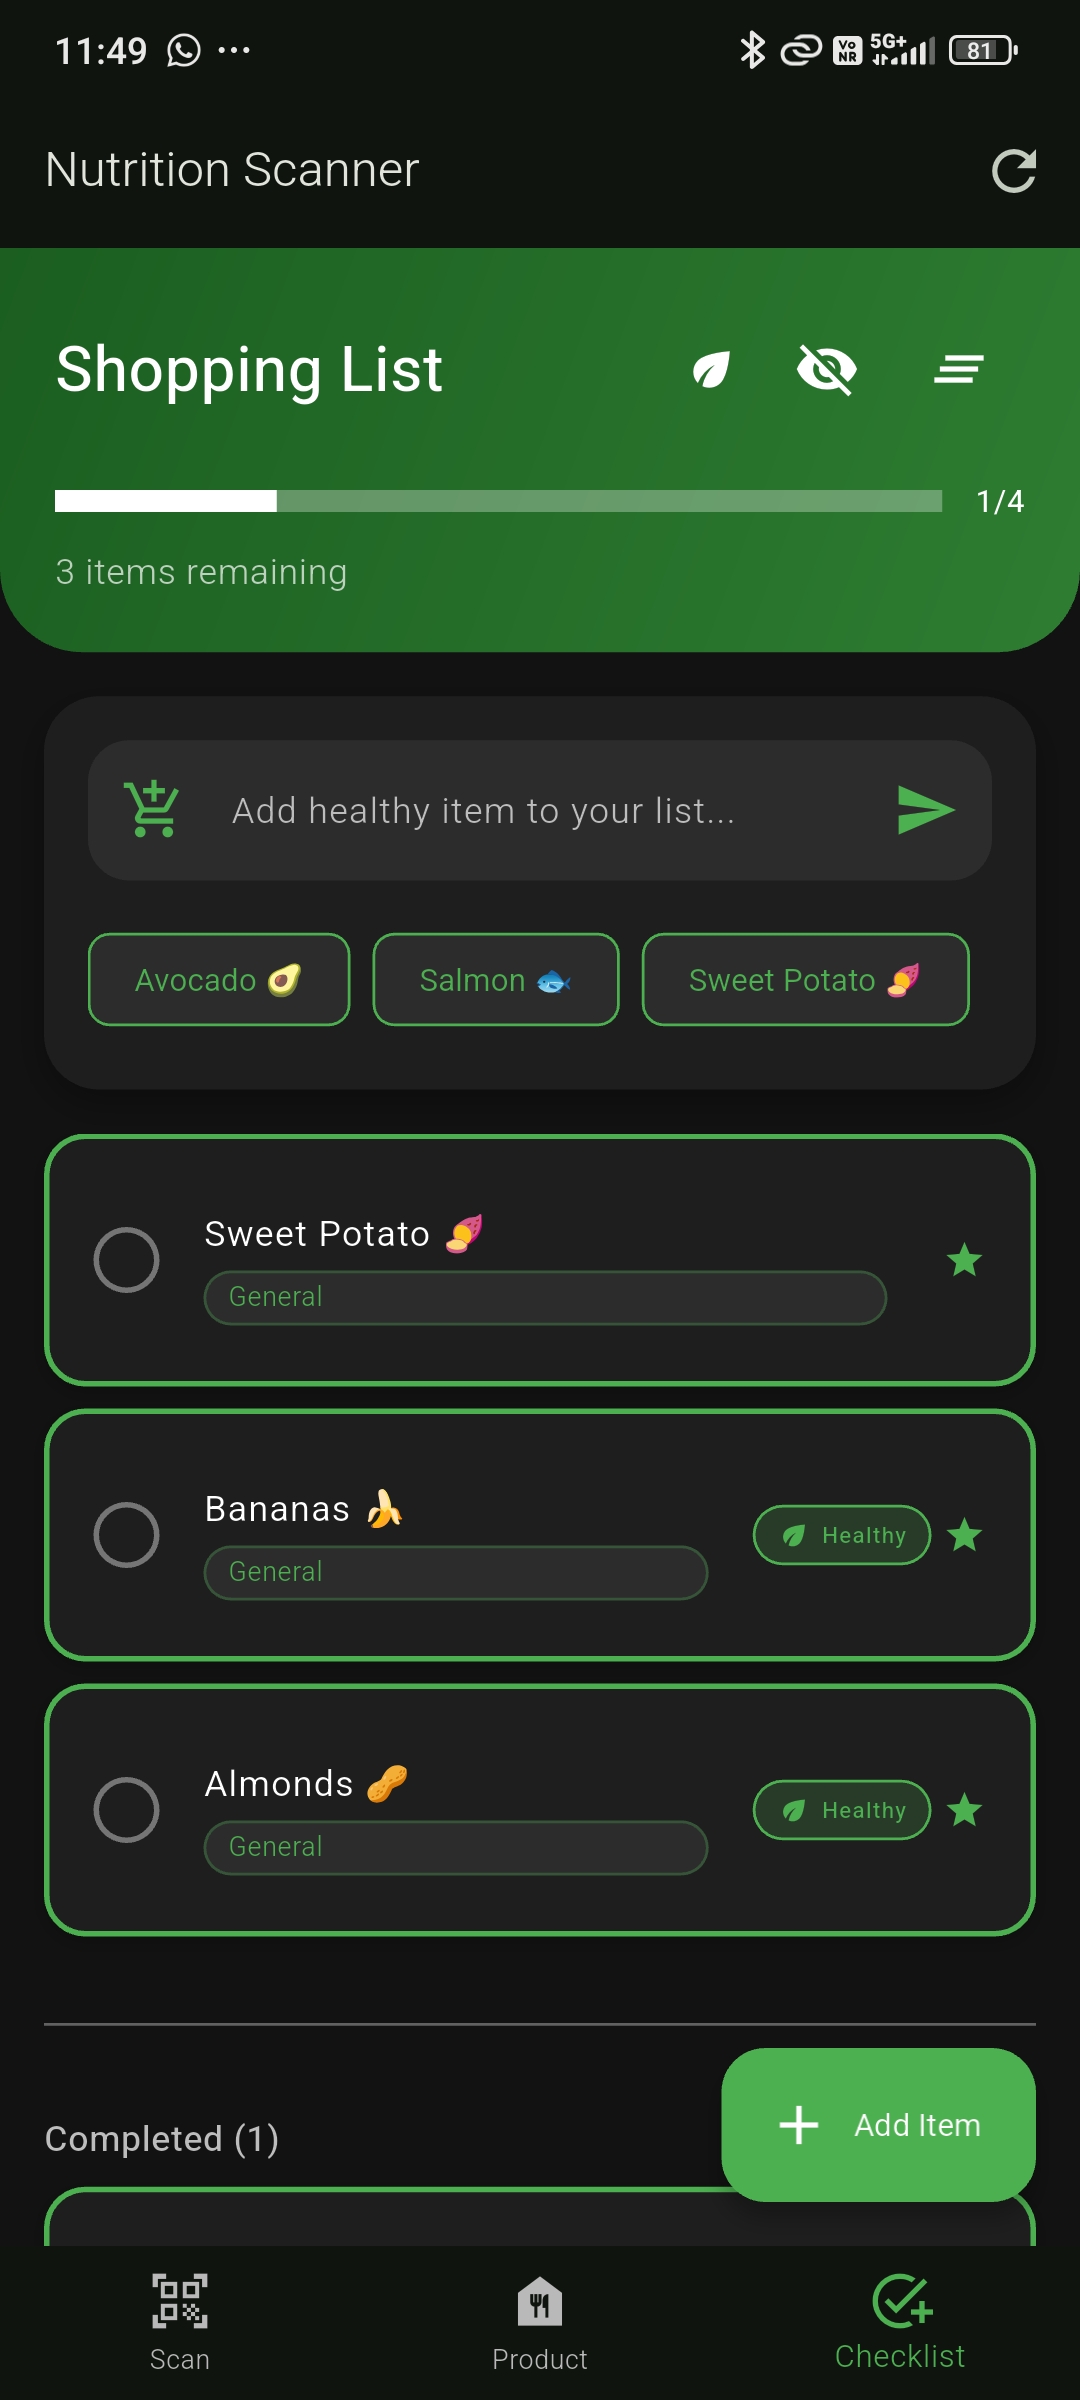 11:49
Vo NR 5G+ 81
Nutrition Scanner
Shopping List
1/4
3 items remaining
Add healthy item to your list...
Avocado 🥑 Salmon 🐟 Sweet Potato 🍠
Sweet Potato 🍠
General
Bananas 🍌
General
Healthy
Almonds 🥜
General
Healthy
Completed (1)
Add Item
Scan Product Checklist